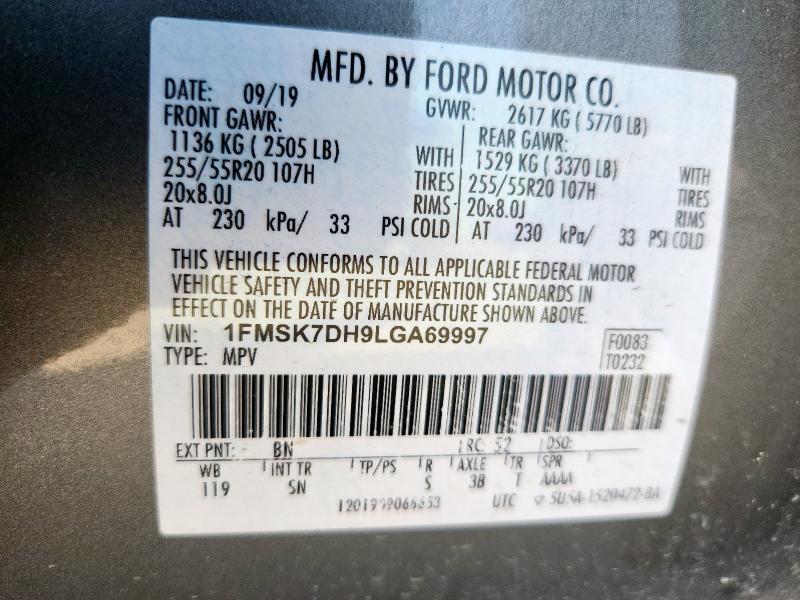 MFD. BY FORD MOTOR CO.
DATE: 09/19
GVWR: 2617 KG ( 5770 LB)
FRONT GAWR:
1136 KG ( 2505 LB)
WITH
255/55R20 107H
TIRES
20x8.0J
RIMS
AT 230 kPa/ 33 PSI COLD
REAR GAWR:
1529 KG ( 3370 LB)
WITH
255/55R20 107H
TIRES
20x8.0J
RIMS
AT 230 kPa/ 33 PSI COLD
THIS VEHICLE CONFORMS TO ALL APPLICABLE FEDERAL MOTOR
VEHICLE SAFETY AND THEFT PREVENTION STANDARDS IN
EFFECT ON THE DATE OF MANUFACTURE SHOWN ABOVE.
VIN: 1FMSK7DH9LGA69997
F0083
TYPE: MPV
T0232
EXT PNT: BN RC: 52 DSO:
WB INT TR TP/PS R AXLE TR SPR
119 SN S 3B T AAAA
UTC